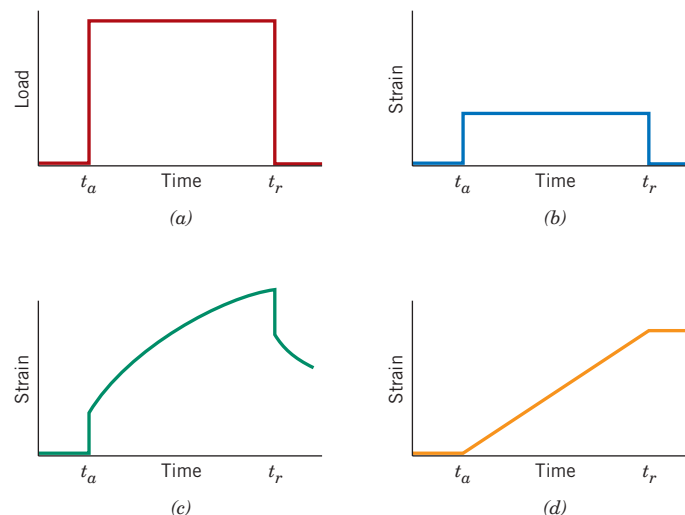 Load
t_a Time t_r
(a)
Strain
t_a Time t_r
(b)
Strain
t_a Time t_r
(c)
Strain
t_a Time t_r
(d)